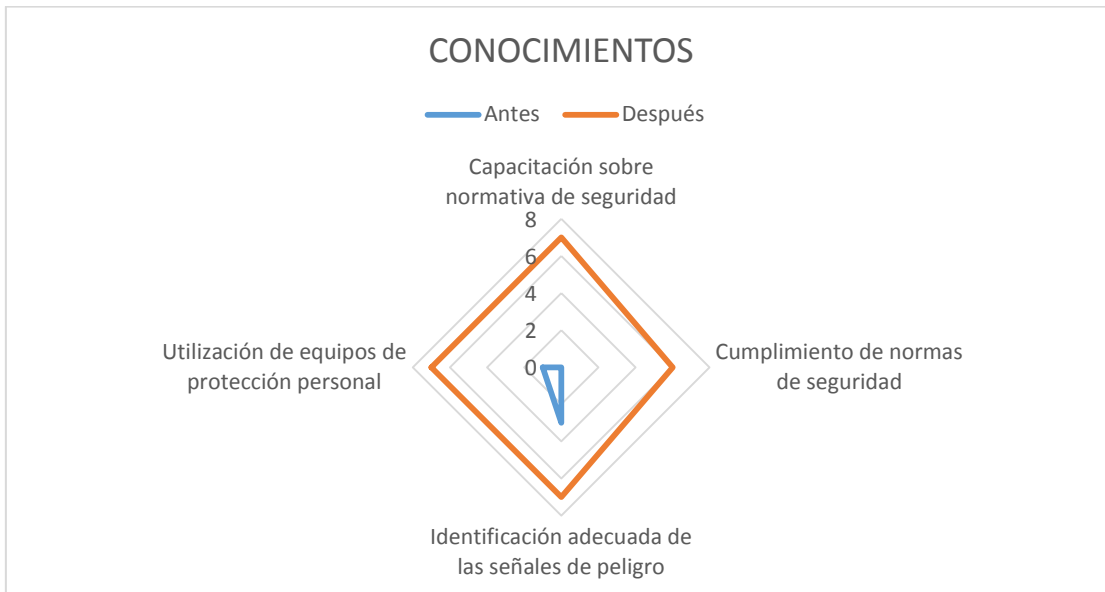 CONOCIMIENTOS
Antes
Después
Capacitación sobre
normativa de seguridad
8
6
4
2
0
Utilización de equipos de
protección personal
Cumplimiento de normas
de seguridad
Identificación adecuada de
las señales de peligro